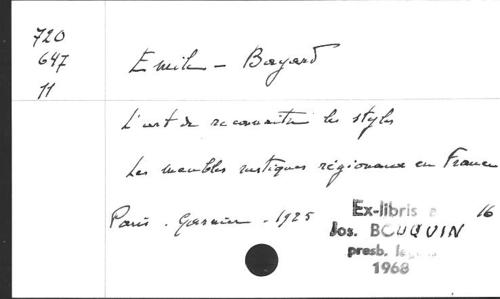 720
647
11
Emile - Bayard
L'art de reconnaitre les styles
Les meubles rustiques régionaux en France
Paris. Garnier. 1925
16
Ex-libris
Jos. BOUQUIN
presb.
1968